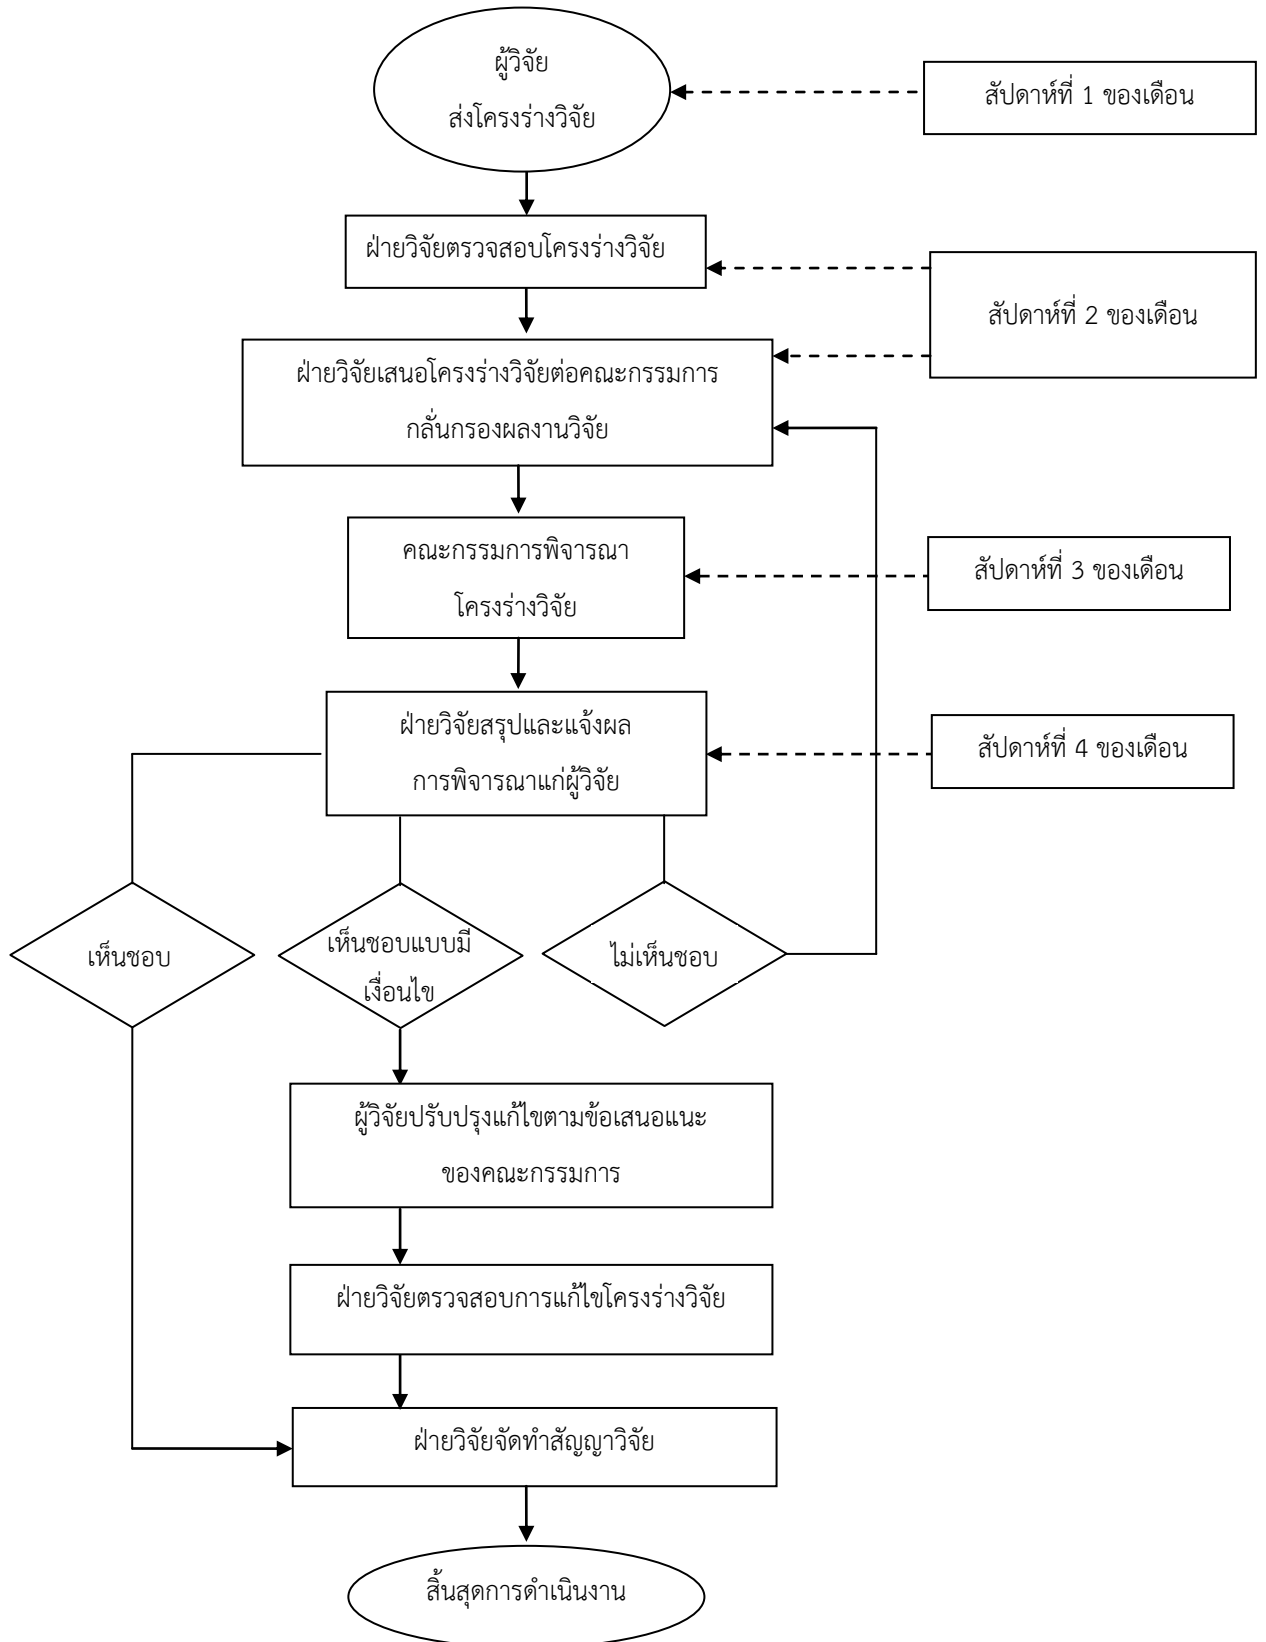 ผู้วิจัย
ส่งโครงร่างวิจัย
สัปดาห์ที่ 1 ของเดือน
ฝ่ายวิจัยตรวจสอบโครงร่างวิจัย
สัปดาห์ที่ 2 ของเดือน
ฝ่ายวิจัยเสนอโครงร่างวิจัยต่อคณะกรรมการ
กลั่นกรองผลงานวิจัย
คณะกรรมการพิจารณา
โครงร่างวิจัย
สัปดาห์ที่ 3 ของเดือน
ฝ่ายวิจัยสรุปและแจ้งผล
การพิจารณาแก่ผู้วิจัย
สัปดาห์ที่ 4 ของเดือน
เห็นชอบ
เห็นชอบแบบมี
เงื่อนไข
ไม่เห็นชอบ
ผู้วิจัยปรับปรุงแก้ไขตามข้อเสนอแนะ
ของคณะกรรมการ
ฝ่ายวิจัยตรวจสอบการแก้ไขโครงร่างวิจัย
ฝ่ายวิจัยจัดทำสัญญาวิจัย
สิ้นสุดการดำเนินงาน